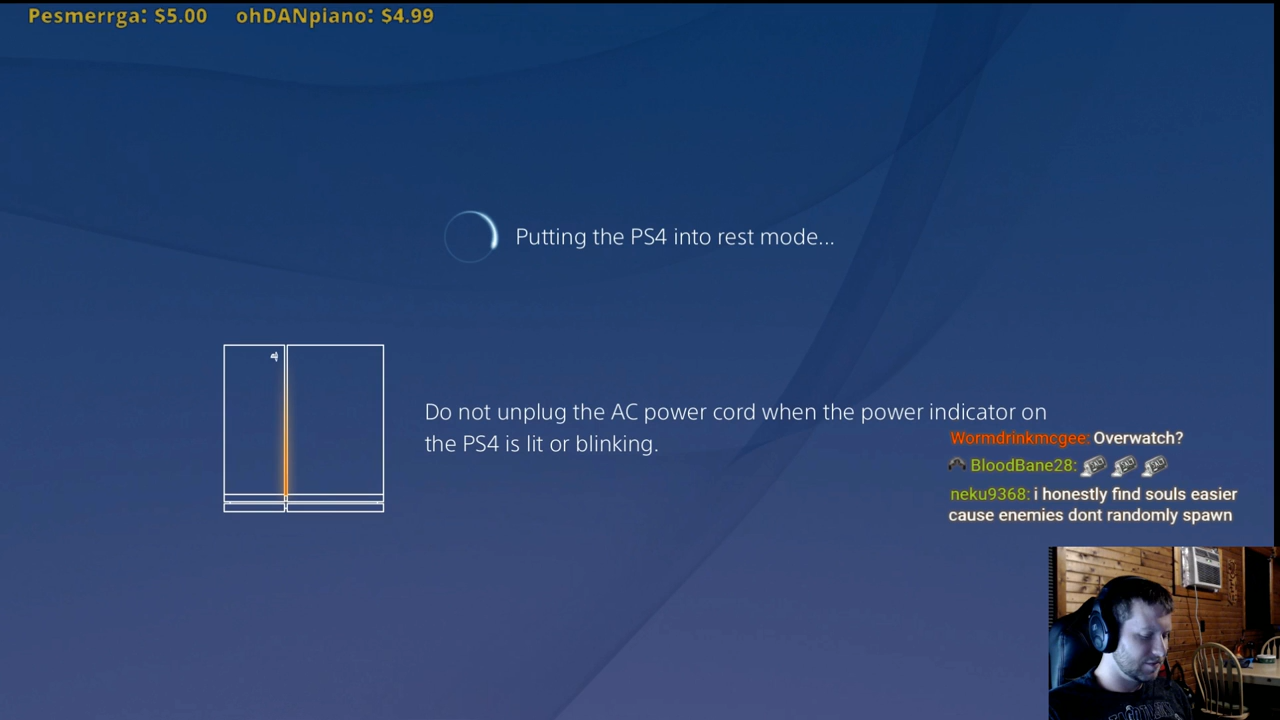 Pesmerrga: $5.00 ohDANpiano: $4.99
Putting the PS4 into rest mode...
Do not unplug the AC power cord when the power indicator on
the PS4 is lit or blinking.
Wormdrinkmcgee: Overwatch?
BloodBane28:
neku9368: i honestly find souls easier
cause enemies dont randomly spawn